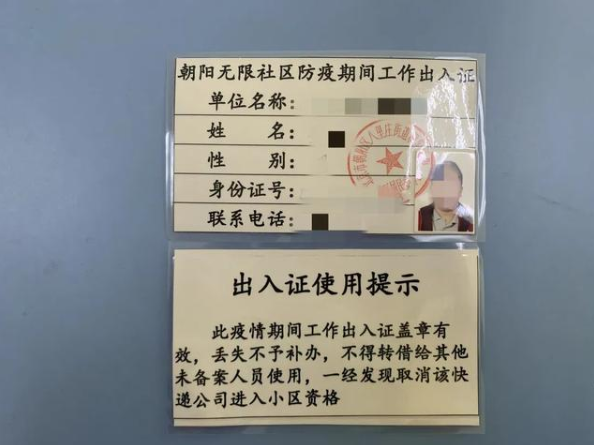 朝阳无限社区防疫期间工作出入证
单位名称：
姓 名：
性 别：
身份证号：
联系电话：
出入证使用提示
此疫情期间工作出入证盖章有
效，丢失不予补办，不得转借给其他
未备案人员使用，一经发现取消该快
递公司进入小区资格